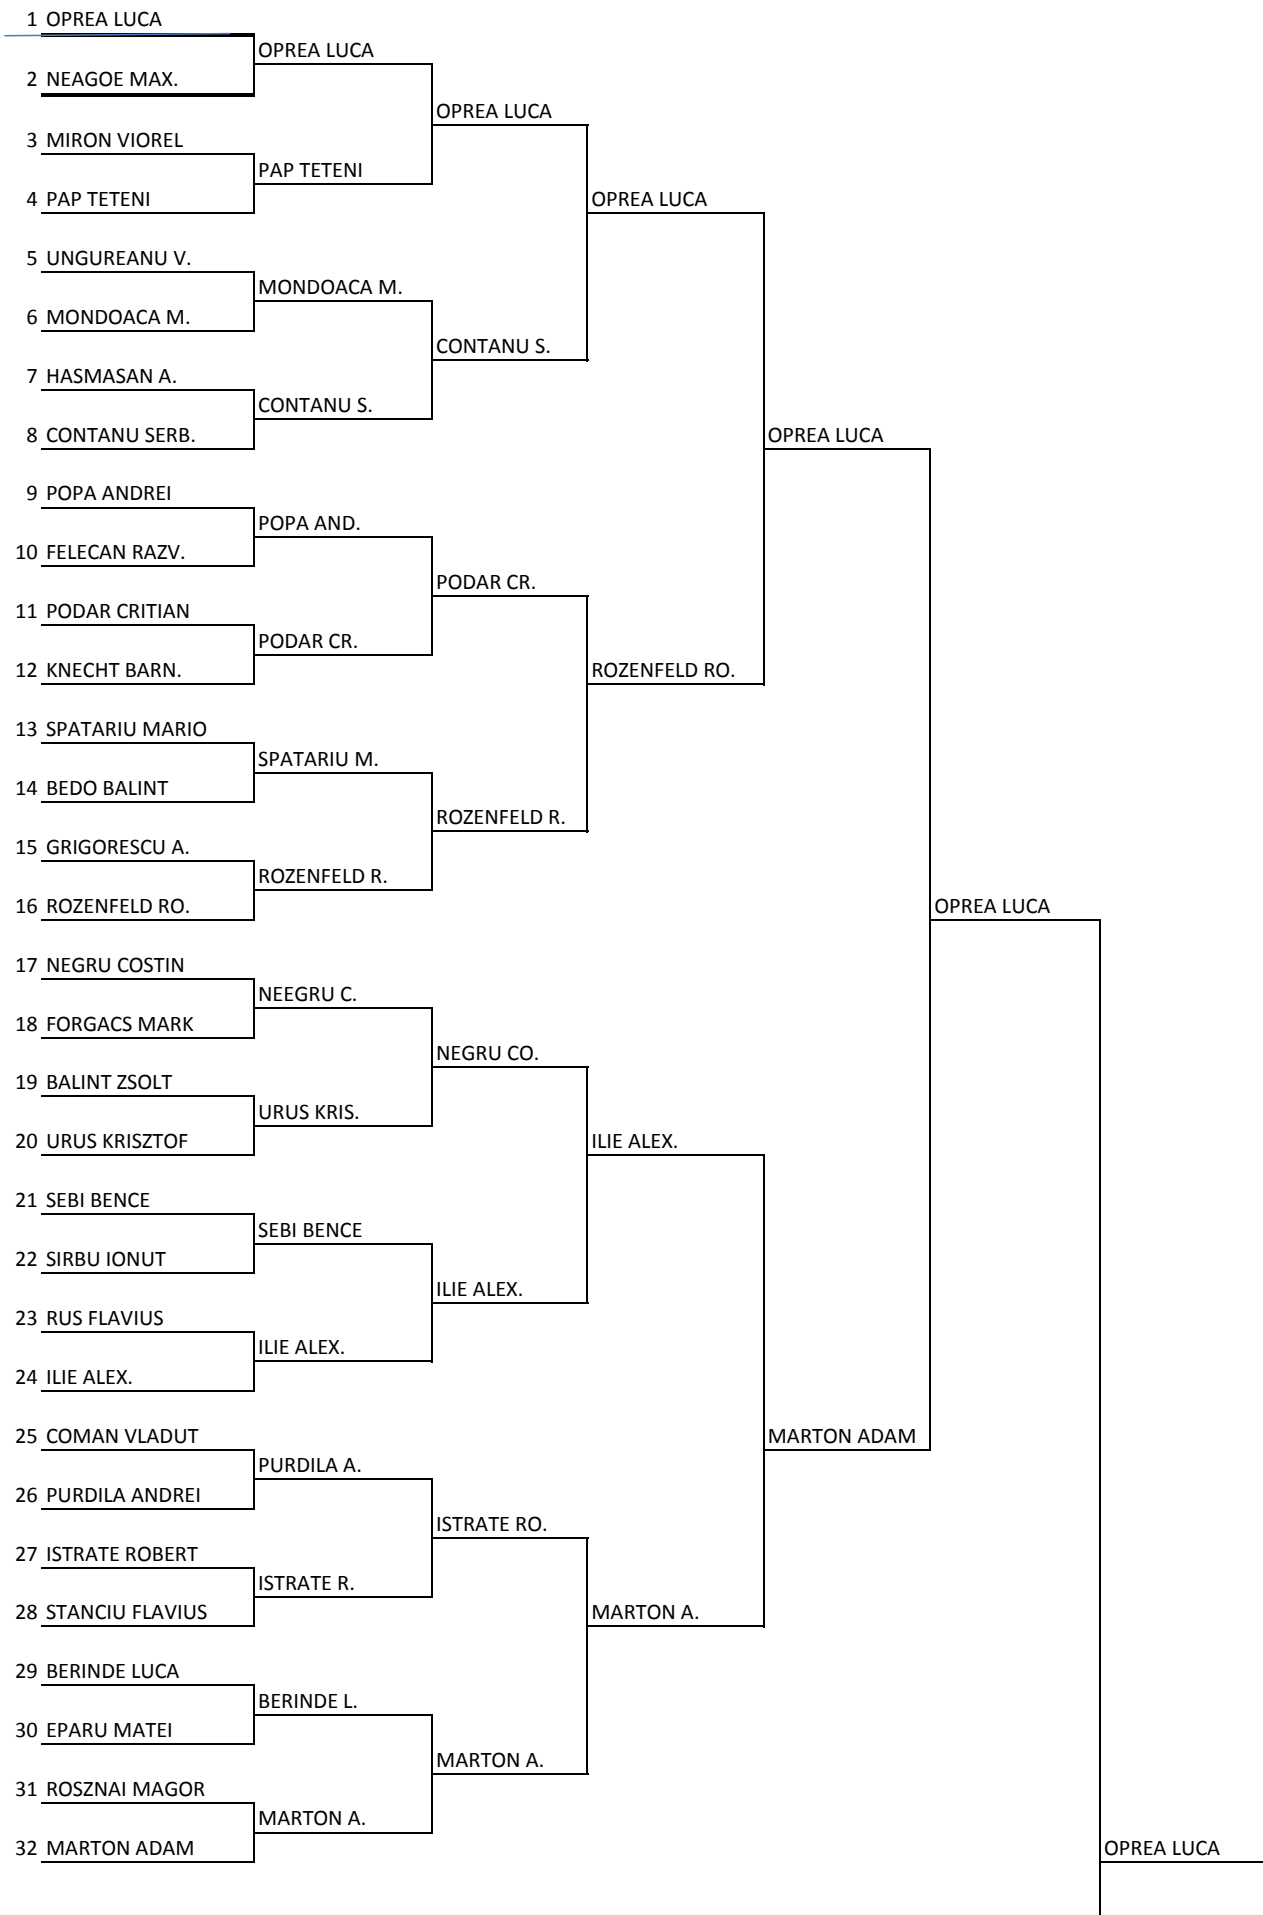 1 OPREA LUCA
OPREA LUCA
2 NEAGOE MAX.
OPREA LUCA
3 MIRON VIOREL
PAP TETENI
4 PAP TETENI
OPREA LUCA
5 UNGUREANU V.
MONDOACA M.
6 MONDOACA M.
CONTANU S.
7 HASMASAN A.
CONTANU S.
8 CONTANU SERB.
OPREA LUCA
9 POPA ANDREI
POPA AND.
10 FELECAN RAZV.
PODAR CR.
11 PODAR CRITIAN
PODAR CR.
12 KNECHT BARN.
ROZENFELD RO.
13 SPATARIU MARIO
SPATARIU M.
14 BEDO BALINT
ROZENFELD R.
15 GRIGORESCU A.
ROZENFELD R.
16 ROZENFELD RO.
OPREA LUCA
17 NEGRU COSTIN
NEEGRU C.
18 FORGACS MARK
NEGRU CO.
19 BALINT ZSOLT
URUS KRIS.
20 URUS KRISZTOF
ILIE ALEX.
21 SEBI BENCE
SEBI BENCE
22 SIRBU IONUT
ILIE ALEX.
23 RUS FLAVIUS
ILIE ALEX.
24 ILIE ALEX.
25 COMAN VLADUT
MARTON ADAM
PURDILA A.
26 PURDILA ANDREI
ISTRATE RO.
27 ISTRATE ROBERT
ISTRATE R.
28 STANCIU FLAVIUS
MARTON A.
29 BERINDE LUCA
BERINDE L.
30 EPARU MATEI
MARTON A.
31 ROSZNAI MAGOR
MARTON A.
32 MARTON ADAM
OPREA LUCA